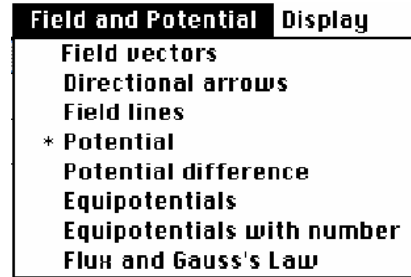 Field and Potential Display
Field vectors
Directional arrows
Field lines
* Potential
Potential difference
Equipotentials
Equipotentials with number
Flux and Gauss's Law